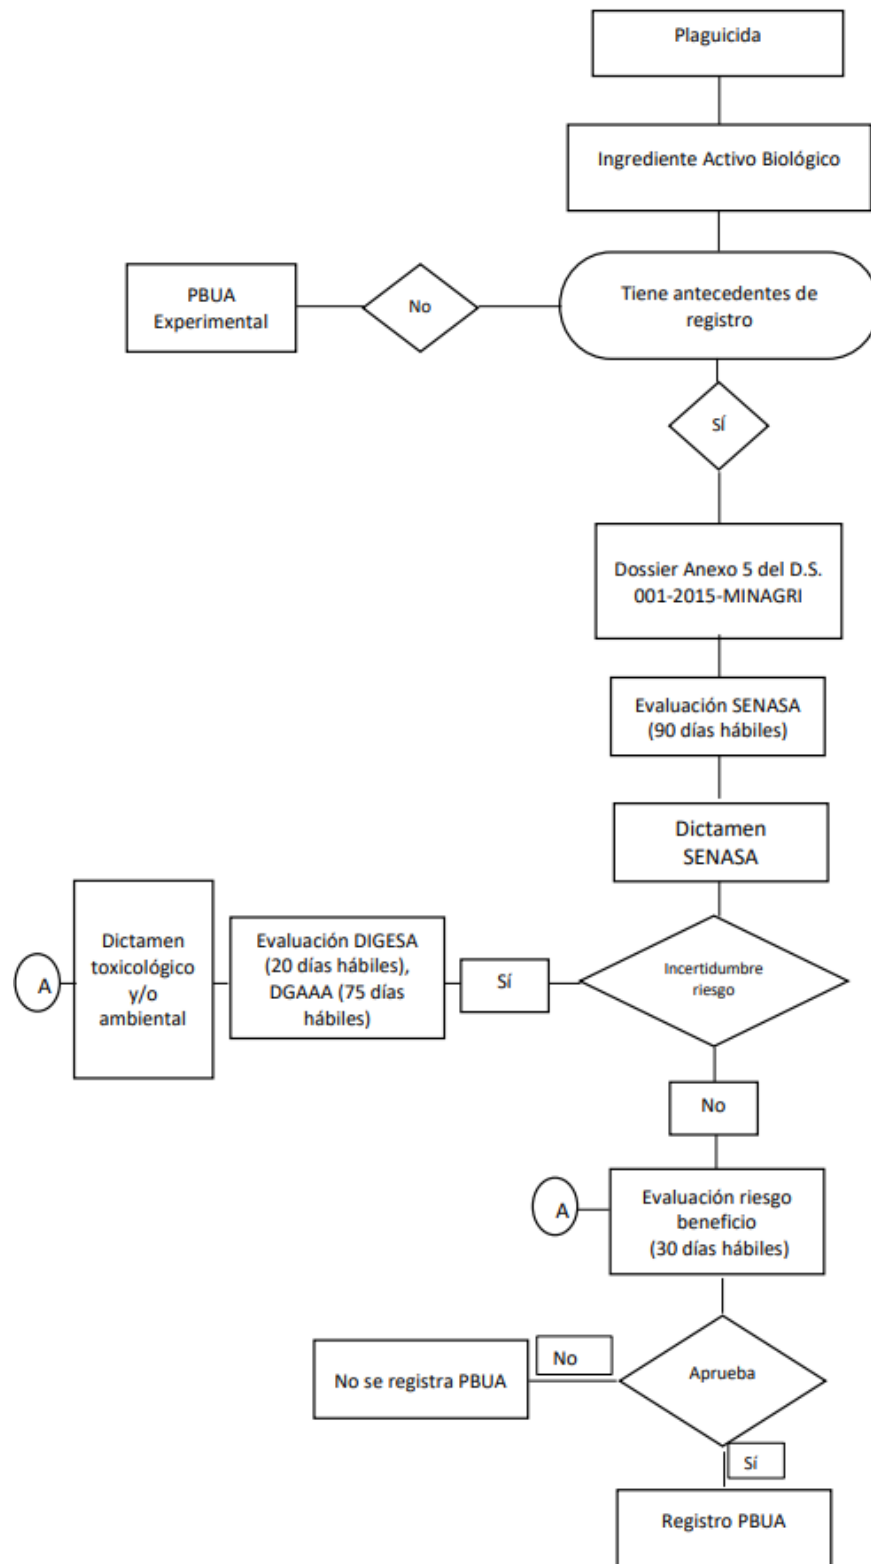 Plaguicida
Ingrediente Activo Biológico
Tiene antecedentes de
registro
No
PBUA
Experimental
SÍ
Dossier Anexo 5 del D.S.
001-2015-MINAGRI
Evaluación SENASA
(90 días hábiles)
Dictamen
SENASA
Incertidumbre
riesgo
Sí
Evaluación DIGESA
(20 días hábiles),
DGAAA (75 días
hábiles)
Dictamen
toxicológico
y/o
ambiental
A
No
A
Evaluación riesgo
beneficio
(30 días hábiles)
Aprueba
No
No se registra PBUA
Sí
Registro PBUA